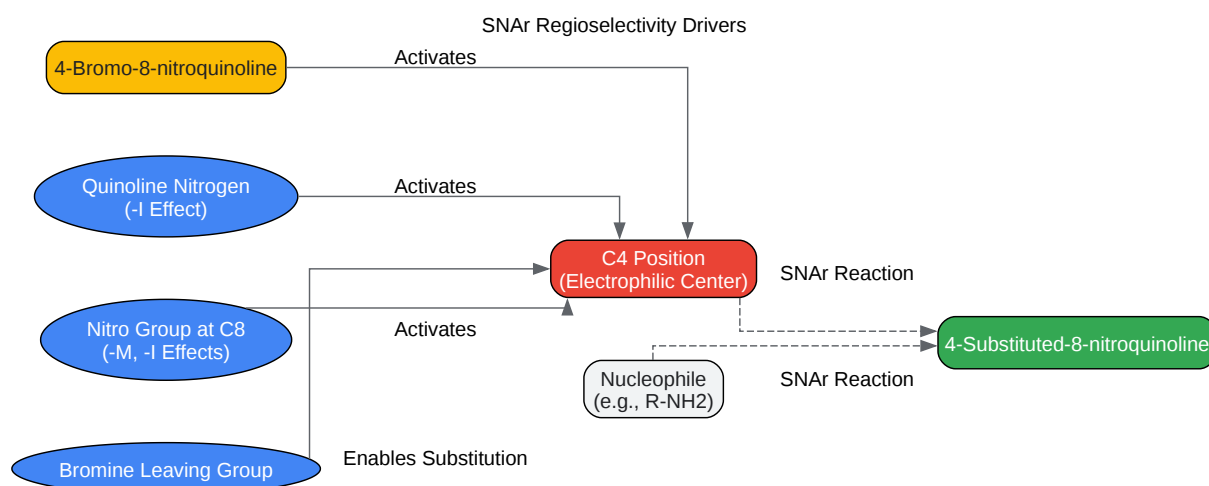 SNAr Regioselectivity Drivers
4-Bromo-8-nitroquinoline
Activates
Quinoline Nitrogen
(-I Effect)
Activates
C4 Position
(Electrophilic Center)
SNAr Reaction
Nitro Group at C8
(-M, -I Effects)
Activates
4-Substituted-8-nitroquinoline
Nucleophile
(e.g., R-NH2)
SNAr Reaction
Bromine Leaving Group
Enables Substitution